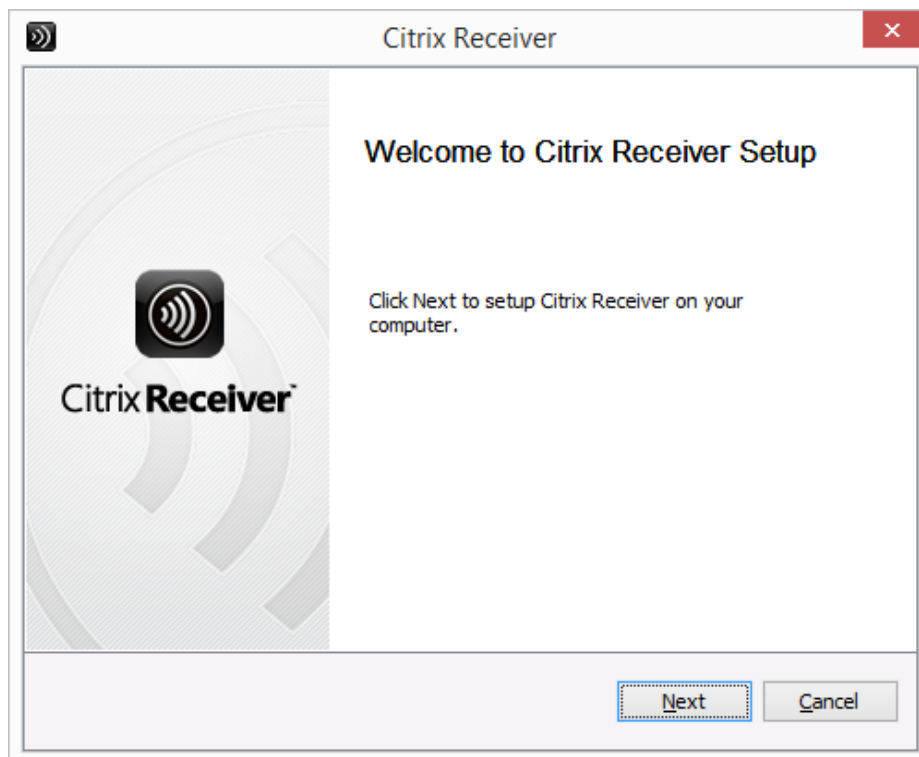 Citrix Receiver
Welcome to Citrix Receiver Setup
Click Next to setup Citrix Receiver on your
computer.
Citrix Receiver™
Next
Cancel